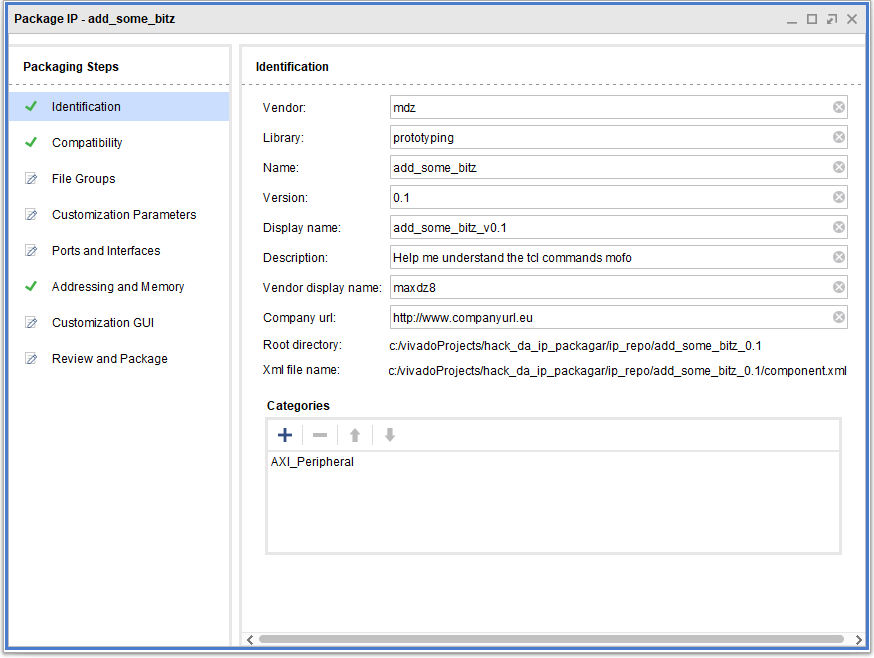 Package IP - add_some_bitz
Packaging Steps
Identification
Compatibility
File Groups
Customization Parameters
Ports and Interfaces
Addressing and Memory
Customization GUI
Review and Package
Identification
Vendor: mdz
Library: prototyping
Name: add_some_bitz
Version: 0.1
Display name: add_some_bitz_v0.1
Description: Help me understand the tcl commands mofo
Vendor display name: maxdz8
Company url: http://www.companyurl.eu
Root directory: c:/vivadoProjects/hack_da_ip_packagar/ip_repo/add_some_bitz_0.1
Xml file name: c:/vivadoProjects/hack_da_ip_packagar/ip_repo/add_some_bitz_0.1/component.xml
Categories
AXI_Peripheral